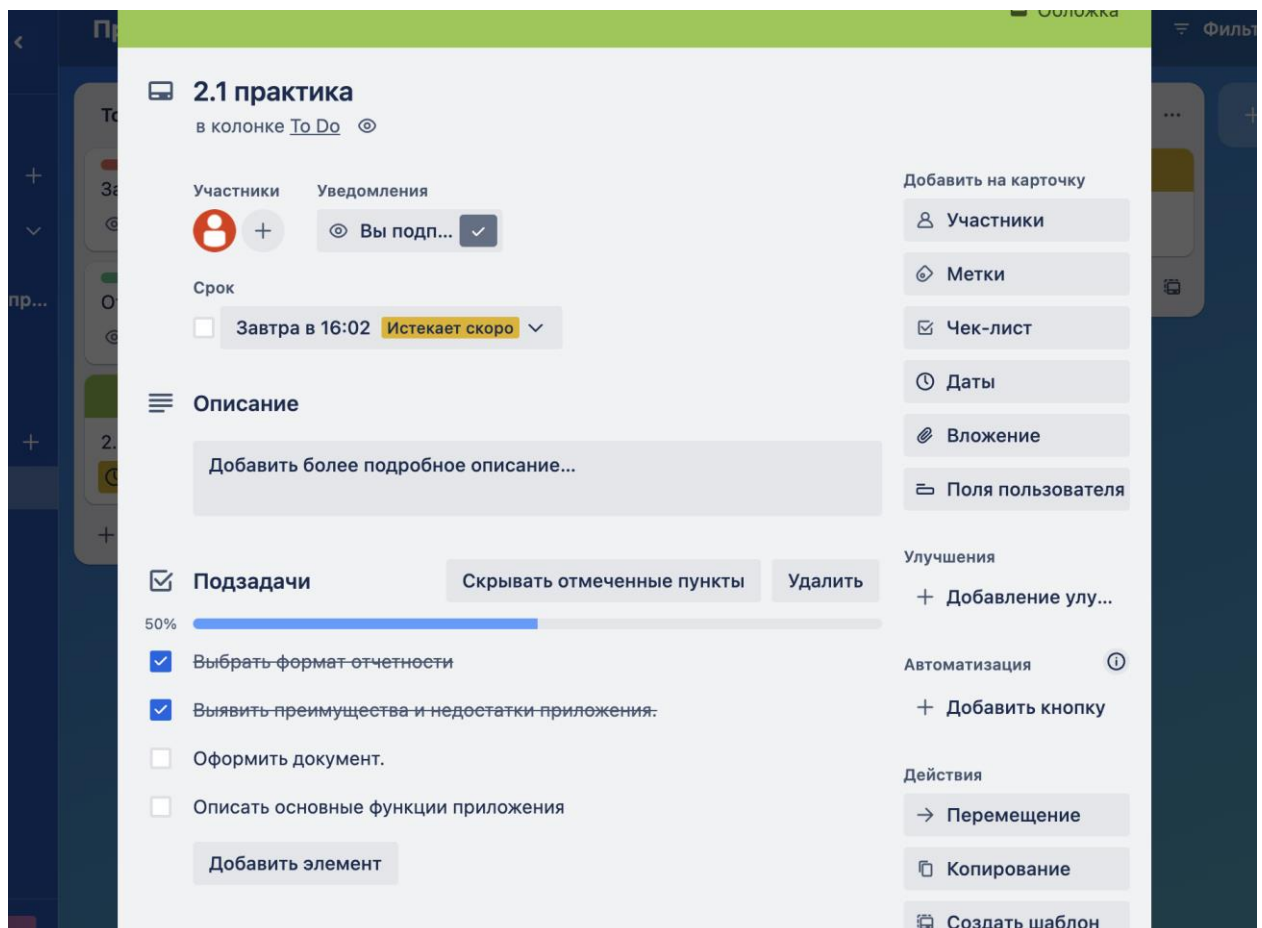 Обложка
Фильт
2.1 практика
в колонке To Do
Участники
Уведомления
Вы подп...
Срок
Завтра в 16:02 Истекает скоро
Описание
Добавить более подробное описание...
Подзадачи
Скрывать отмеченные пункты
Удалить
50%
Выбрать формат отчетности
Выявить преимущества и недостатки приложения.
Оформить документ.
Описать основные функции приложения
Добавить элемент
Добавить на карточку
Участники
Метки
Чек-лист
Даты
Вложение
Поля пользователя
Улучшения
Добавление улу...
Автоматизация
Добавить кнопку
Действия
Перемещение
Копирование
Создать шаблон
пр...
2.